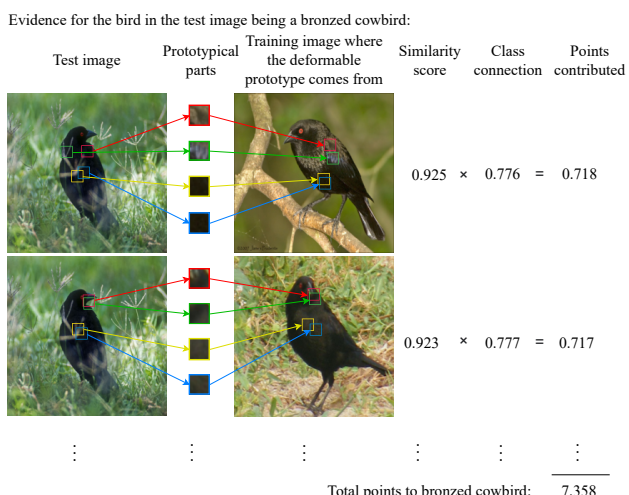 Evidence for the bird in the test image being a bronzed cowbird:
Test image
Prototypical
parts
Training image where
the deformable
prototype comes from
Similarity
score
Class
connection
Points
contributed
0.925 × 0.776 = 0.718
0.923 × 0.777 = 0.717
Total points to bronzed cowbird: 7.358